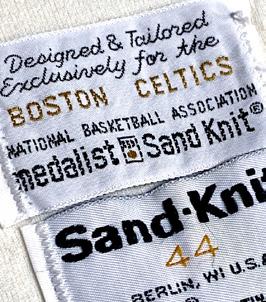 Designed & Tailored
Exclusively for the
BOSTON CELTICS
NATIONAL BASKETBALL ASSOCIATION
medalist Sand Knit®
Sand-Knit
44
BERLIN, WI U.S.A